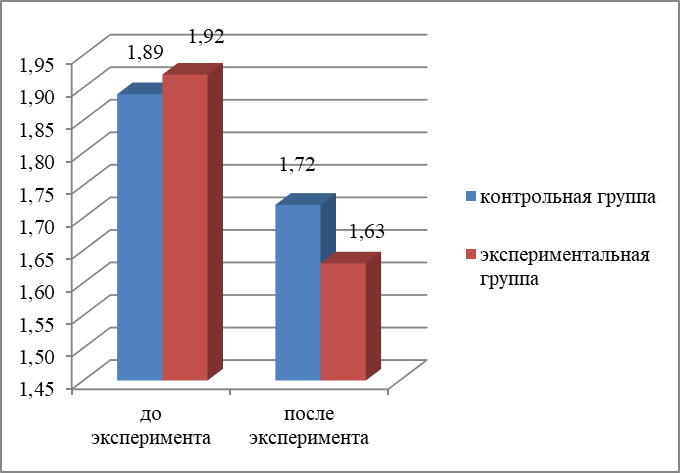 1,95
1,90
1,85
1,80
1,75
1,70
1,65
1,60
1,55
1,50
1,45
1,89
1,92
1,72
1,63
до
эксперимента
после
эксперимента
контрольная группа
экспериментальная
группа